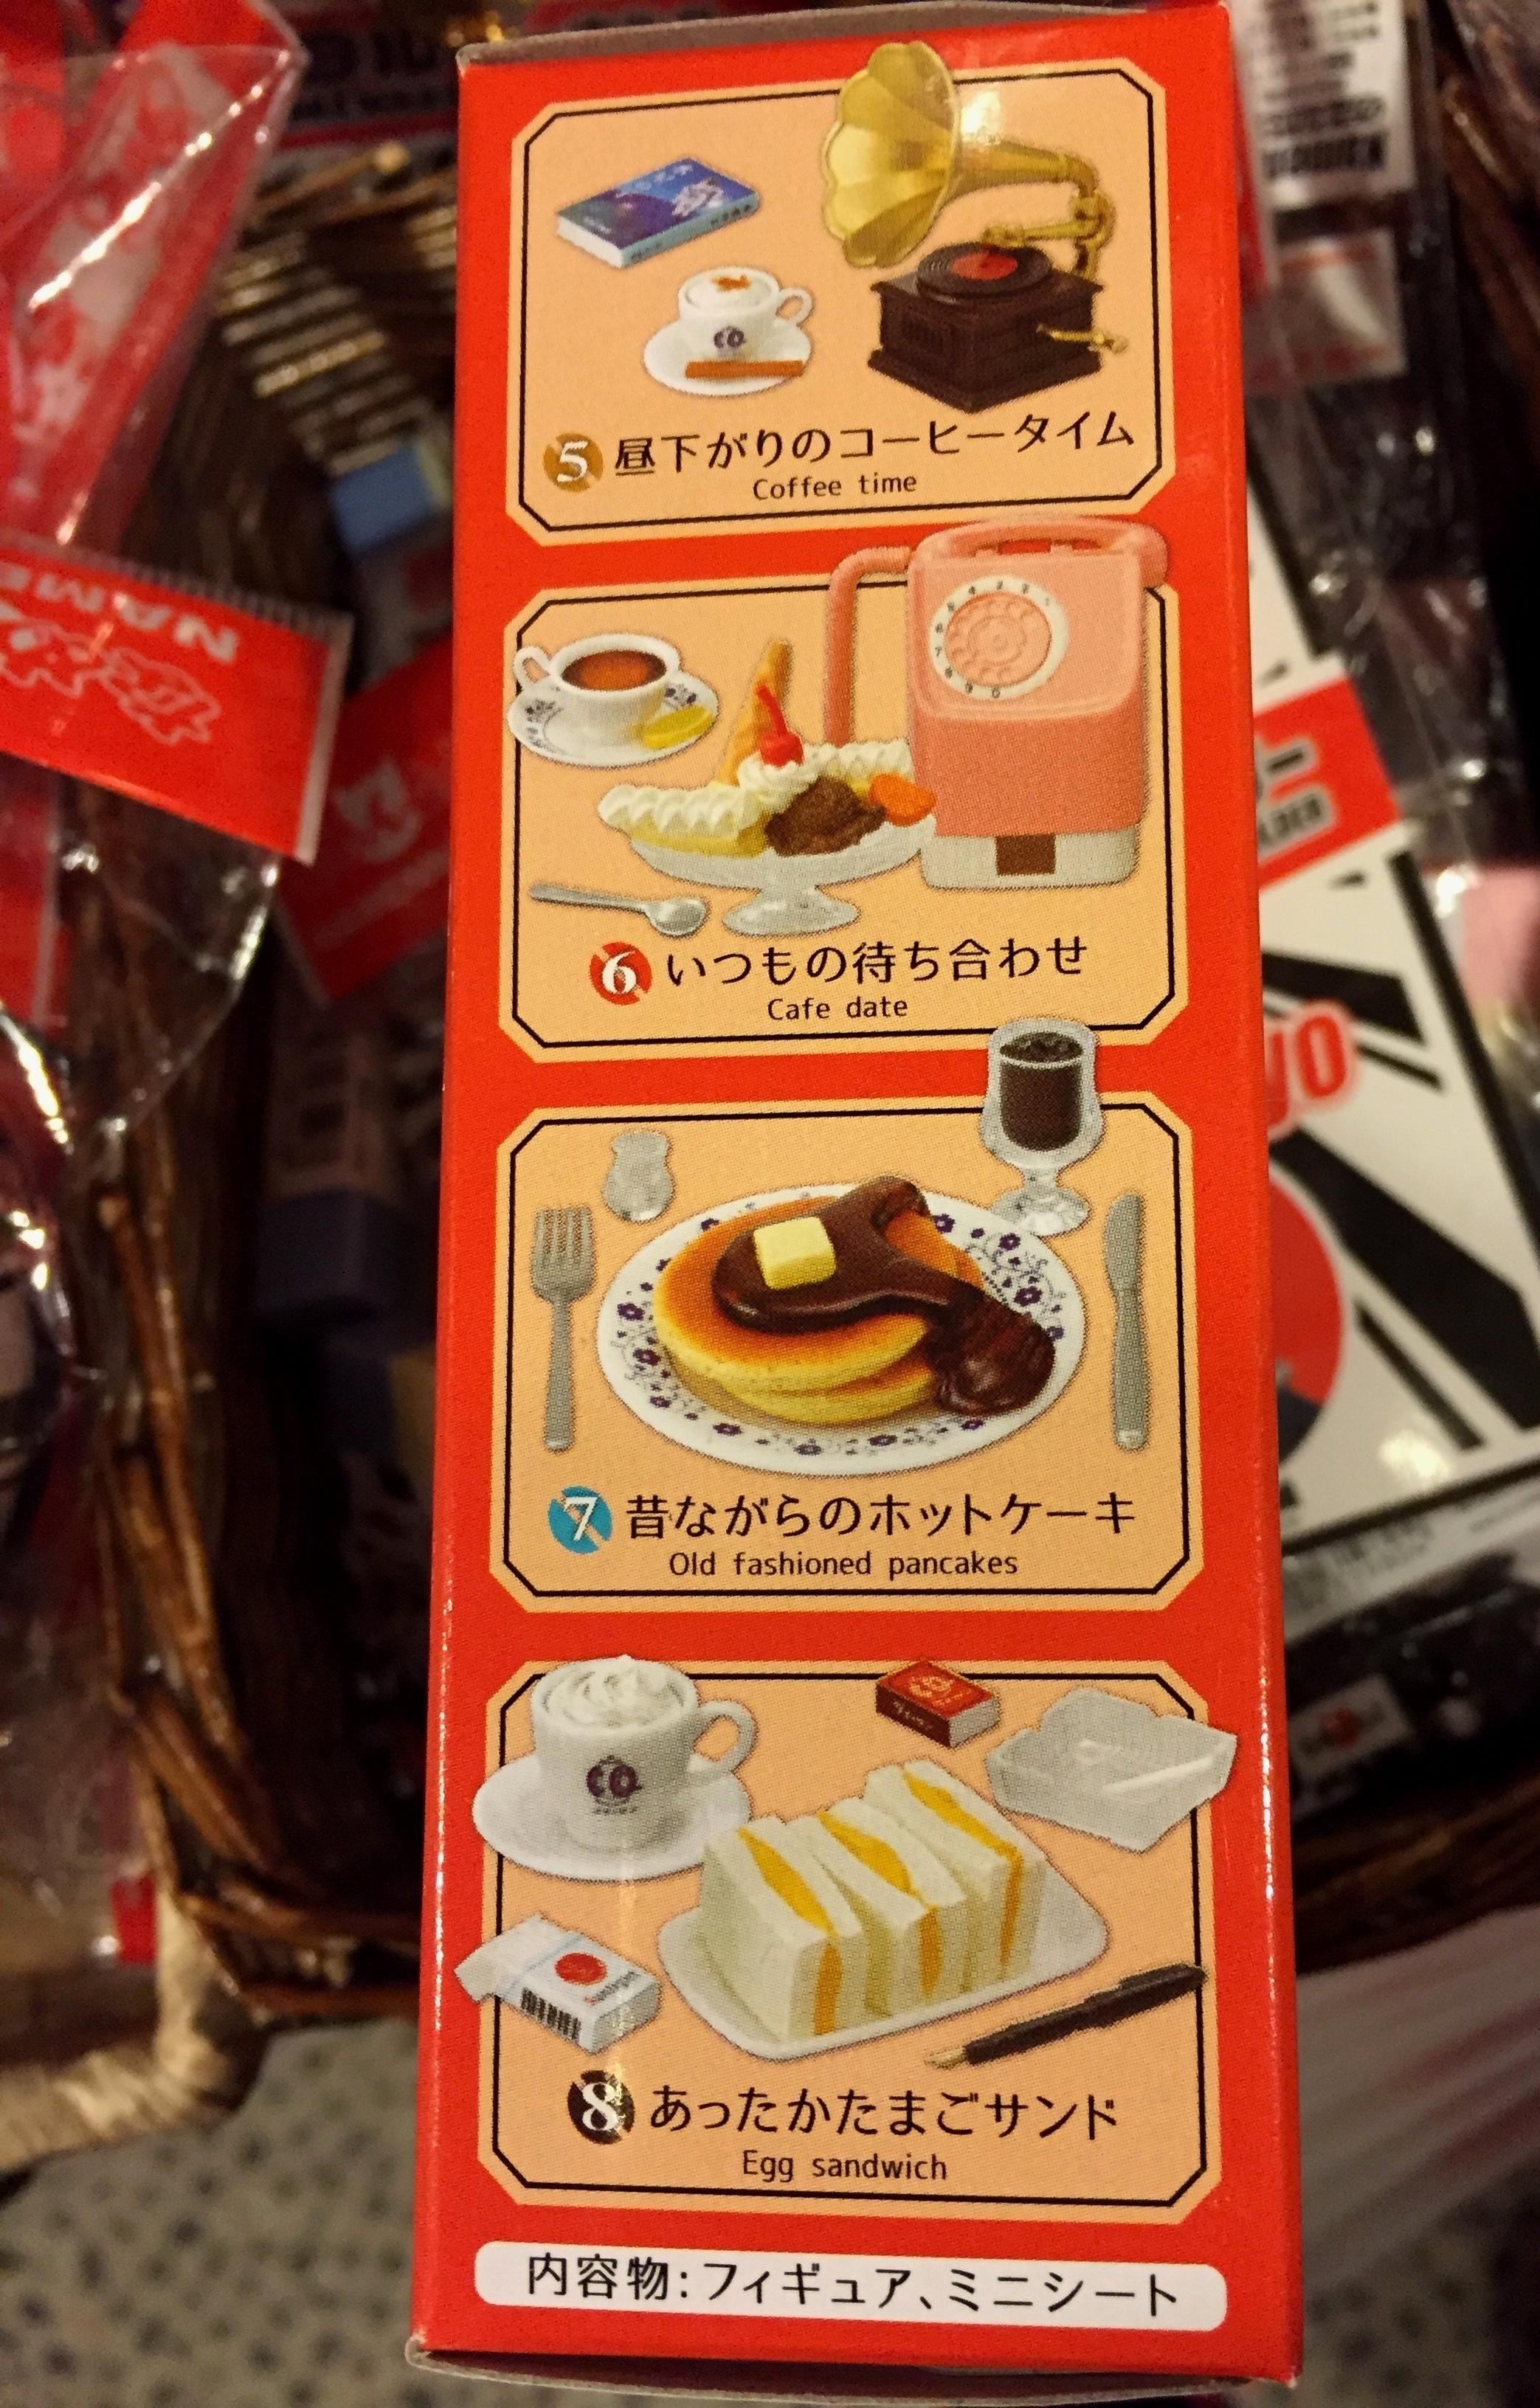 5 昼下がりのコーヒータイム
Coffee time
6 いつもの待ち合わせ
Cafe date
7 昔ながらのホットケーキ
Old fashioned pancakes
8 あったかたまごサンド
Egg sandwich
内容物:フィギュア、ミニシート
NAME